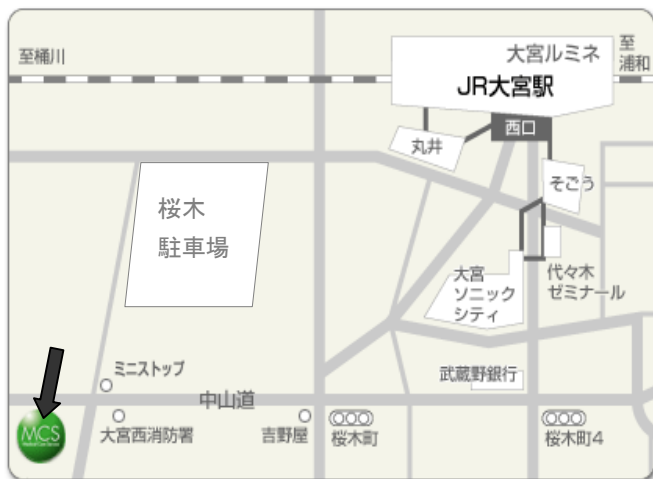 至桶川
大宮ルミネ
JR大宮駅
至
浦和
西口
丸井
そごう
桜木
駐車場
大宮
ソニック
シティ
代々木
ゼミナール
ミニストップ
武蔵野銀行
中山道
MCS
大宮西消防署
吉野屋
桜木町
桜木町4